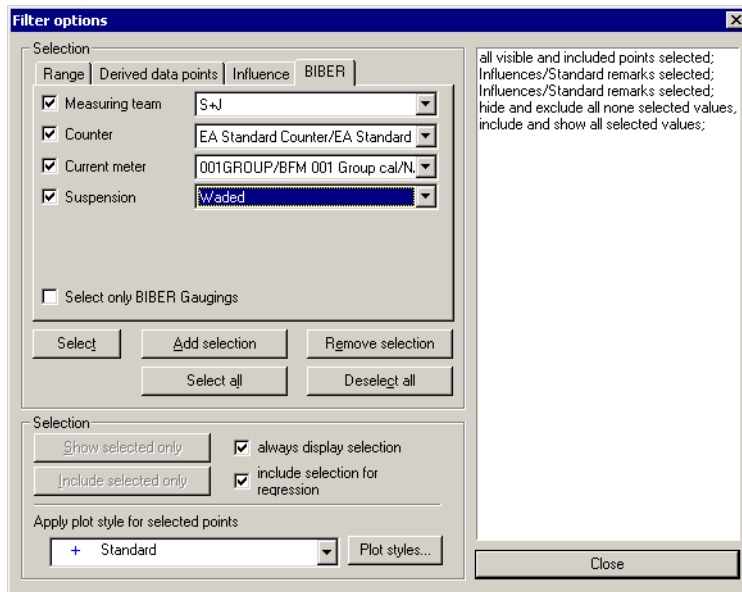 Filter options
Selection
Range
Derived data points
Influence
BIBER
Measuring team
S+J
Counter
EA Standard Counter/EA Standard
Current meter
001GROUP/BFM 001 Group cal/N.
Suspension
Waded
Select only BIBER Gaugings
Select
Add selection
Remove selection
Select all
Deselect all
Selection
Show selected only
always display selection
Include selected only
include selection for
regression
Apply plot style for selected points
+ Standard
Plot styles...
all visible and included points selected;
Influences/Standard remarks selected;
Influences/Standard remarks selected;
hide and exclude all none selected values,
include and show all selected values;
Close